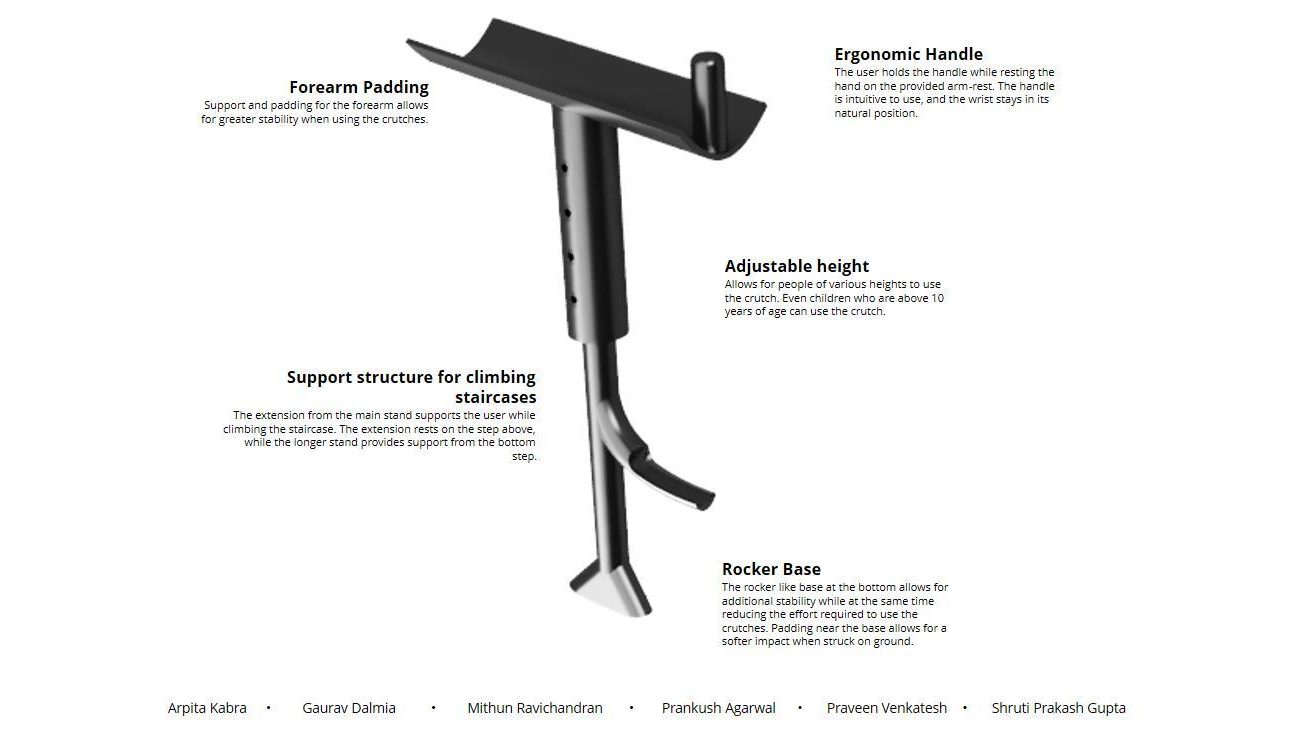 Forearm Padding
Support and padding for the forearm allows
for greater stability when using the crutches.
Ergonomic Handle
The user holds the handle while resting the
hand on the provided arm-rest. The handle
is intuitive to use, and the wrist stays in its
natural position.
Adjustable height
Allows for people of various heights to use
the crutch. Even children who are above 10
years of age can use the crutch.
Support structure for climbing
staircases
The extension from the main stand supports the user while
climbing the staircase. The extension rests on the step above,
while the longer stand provides support from the bottom
step.
Rocker Base
The rocker like base at the bottom allows for
additional stability while at the same time
reducing the effort required to use the
crutches. Padding near the base allows for a
softer impact when struck on ground.
Arpita Kabra • Gaurav Dalmia • Mithun Ravichandran • Prankush Agarwal • Praveen Venkatesh • Shruti Prakash Gupta